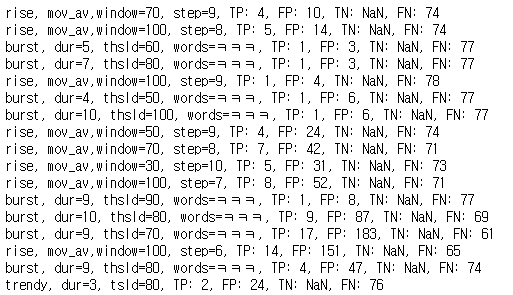 rise, mov_av,window=70, step=9, TP: 4, FP: 10, TN: NaN, FN: 74
rise, mov_av,window=100, step=8, TP: 5, FP: 14, TN: NaN, FN: 74
burst, dur=5, thsld=60, words=ㅋㅋㅋ, TP: 1, FP: 3, TN: NaN, FN: 77
burst, dur=7, thsld=80, words=ㅋㅋㅋ, TP: 1, FP: 3, TN: NaN, FN: 77
rise, mov_av,window=100, step=9, TP: 1, FP: 4, TN: NaN, FN: 78
burst, dur=4, thsld=50, words=ㅋㅋㅋ, TP: 1, FP: 6, TN: NaN, FN: 77
burst, dur=10, thsld=100, words=ㅋㅋㅋ, TP: 1, FP: 6, TN: NaN, FN: 77
rise, mov_av,window=50, step=9, TP: 4, FP: 24, TN: NaN, FN: 74
rise, mov_av,window=70, step=8, TP: 7, FP: 42, TN: NaN, FN: 71
rise, mov_av,window=30, step=10, TP: 5, FP: 31, TN: NaN, FN: 73
rise, mov_av,window=100, step=7, TP: 8, FP: 52, TN: NaN, FN: 71
burst, dur=9, thsld=90, words=ㅋㅋㅋ, TP: 1, FP: 8, TN: NaN, FN: 77
burst, dur=10, thsld=80, words=ㅋㅋㅋ, TP: 9, FP: 87, TN: NaN, FN: 69
burst, dur=9, thsld=70, words=ㅋㅋㅋ, TP: 17, FP: 183, TN: NaN, FN: 61
rise, mov_av,window=100, step=6, TP: 14, FP: 151, TN: NaN, FN: 65
burst, dur=9, thsld=80, words=ㅋㅋㅋ, TP: 4, FP: 47, TN: NaN, FN: 74
trendy, dur=3, tsld=80, TP: 2, FP: 24, TN: NaN, FN: 76